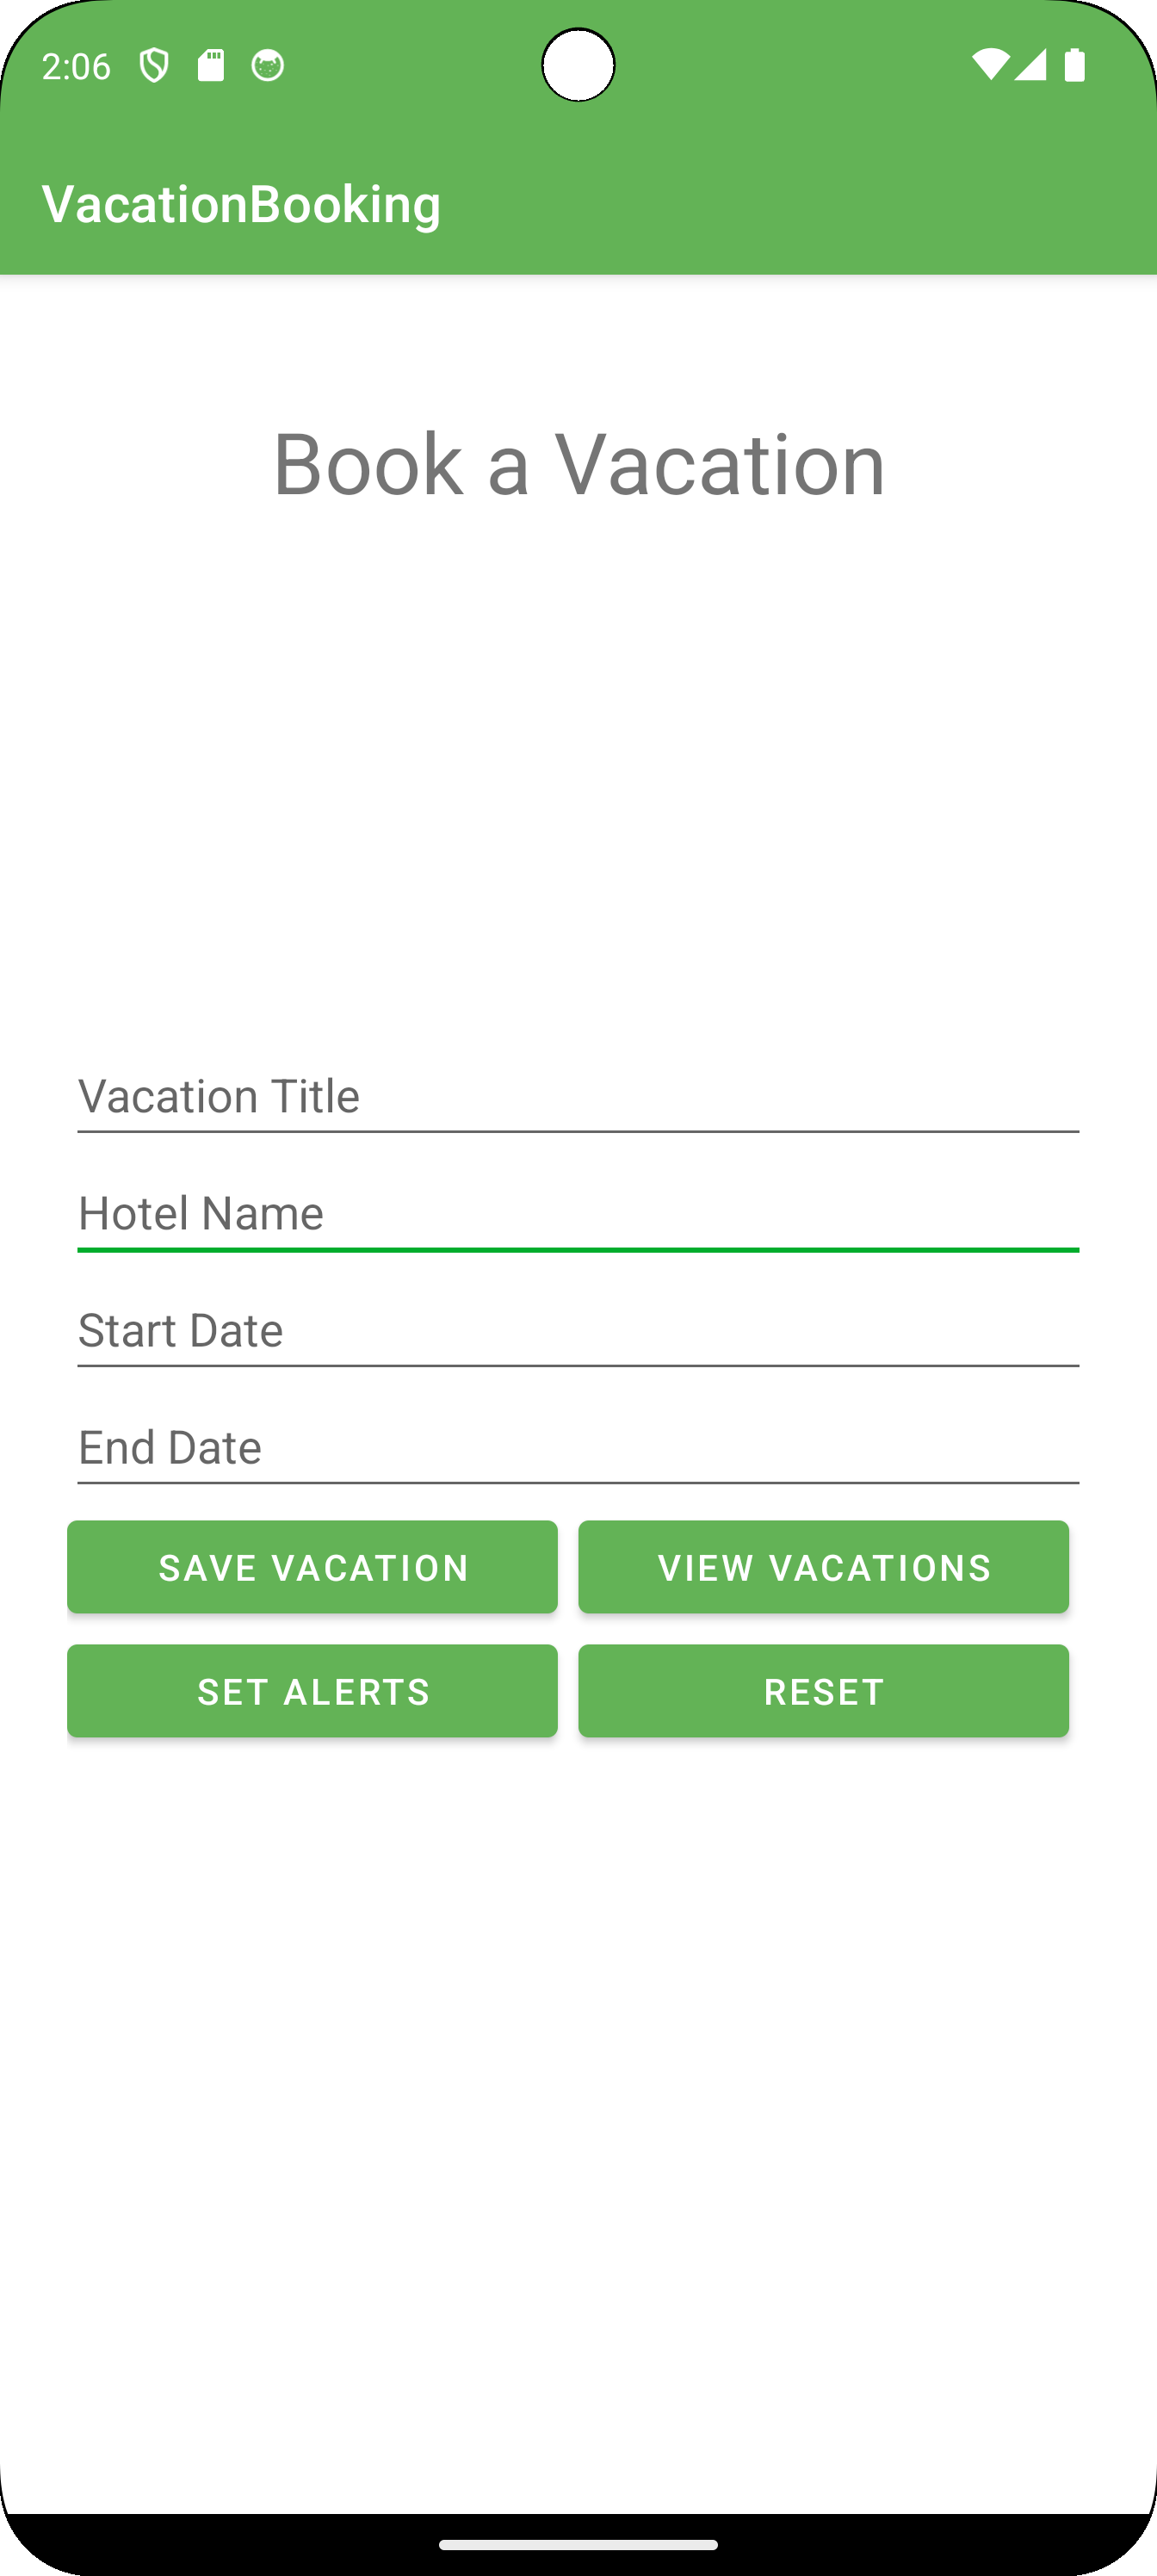 2:06
VacationBooking
Book a Vacation
Vacation Title
Hotel Name
Start Date
End Date
SAVE VACATION VIEW VACATIONS
SET ALERTS RESET